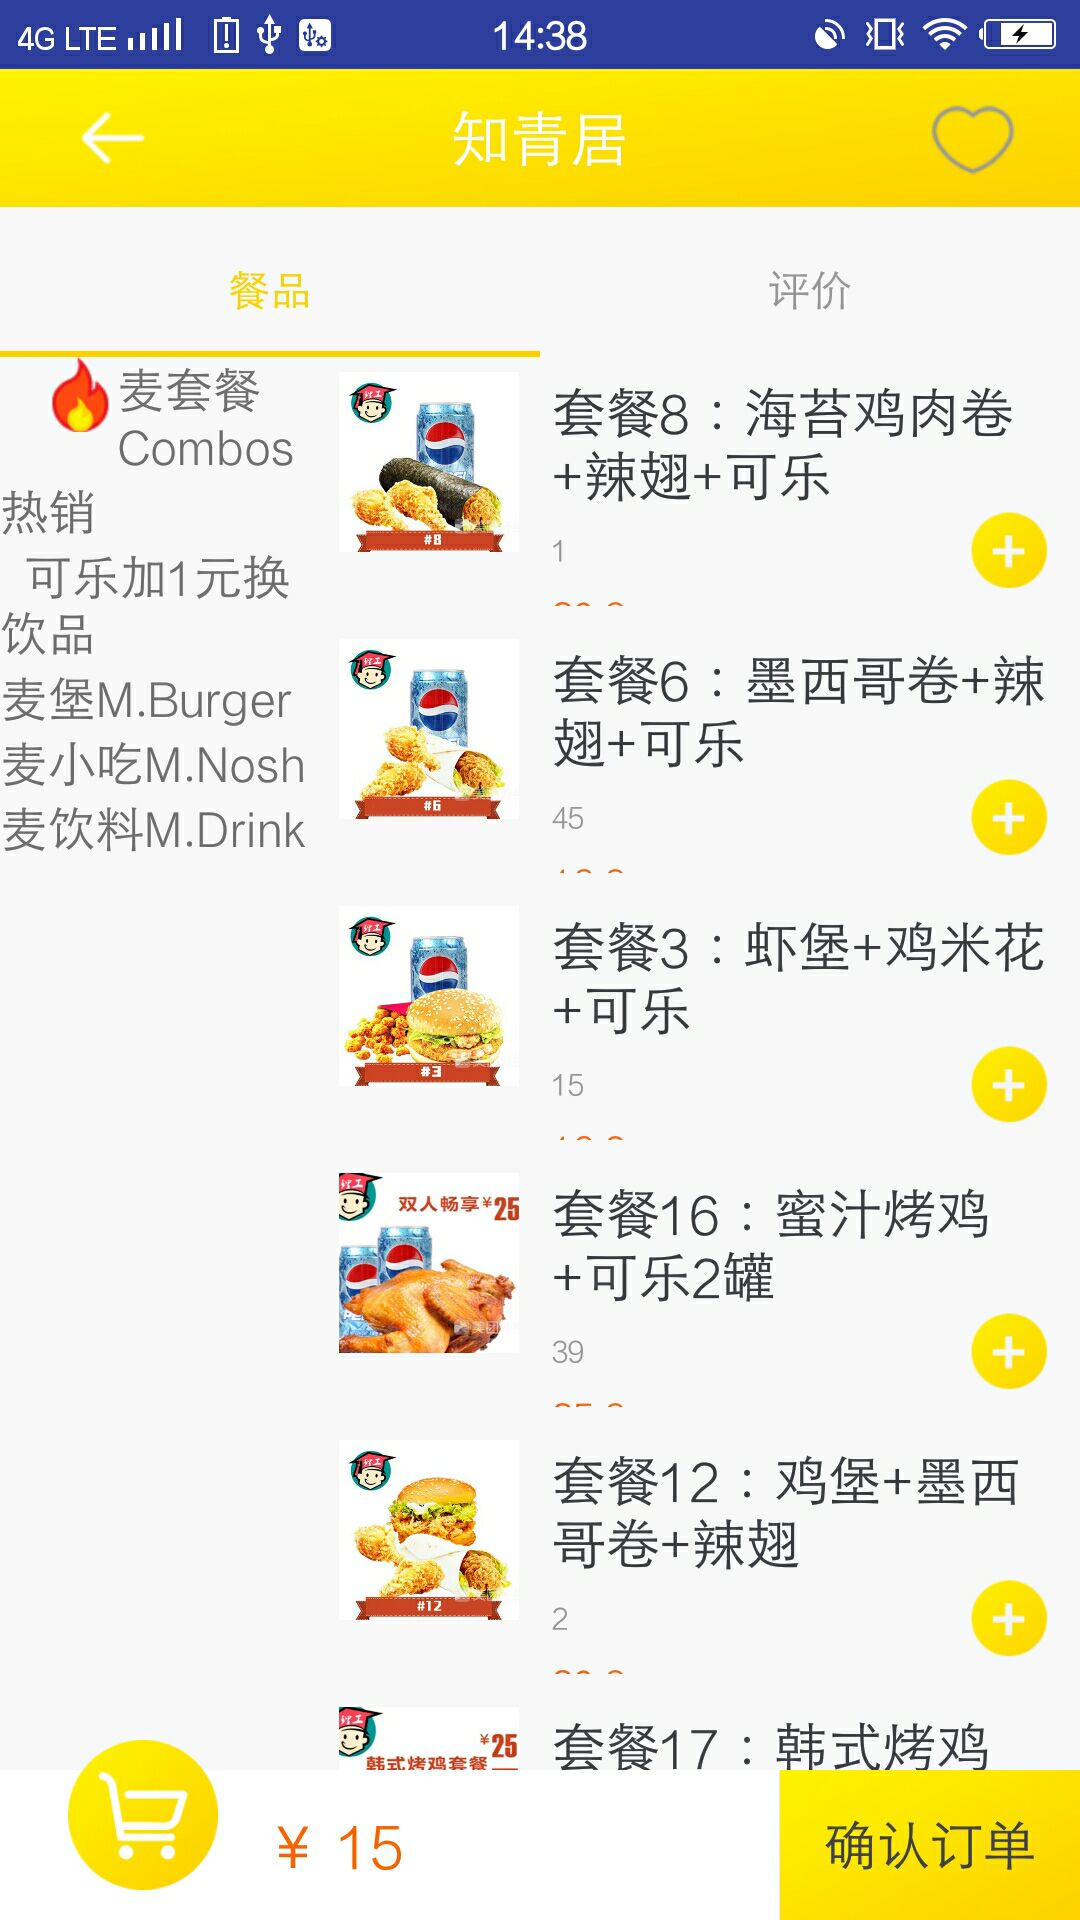 4G LTE 14:38
知青居
餐品
评价
麦套餐
Combos
热销
可乐加1元换
饮品
麦堡M.Burger
麦小吃M.Nosh
麦饮料M.Drink
#8
套餐8：海苔鸡肉卷
+辣翅+可乐
1
#6
套餐6：墨西哥卷+辣
翅+可乐
45
#3
套餐3：虾堡+鸡米花
+可乐
15
双人畅享¥25
套餐16：蜜汁烤鸡
+可乐2罐
39
#12
套餐12：鸡堡+墨西
哥卷+辣翅
2
¥25
韩式烤鸡套餐
套餐17：韩式烤鸡
¥ 15
确认订单